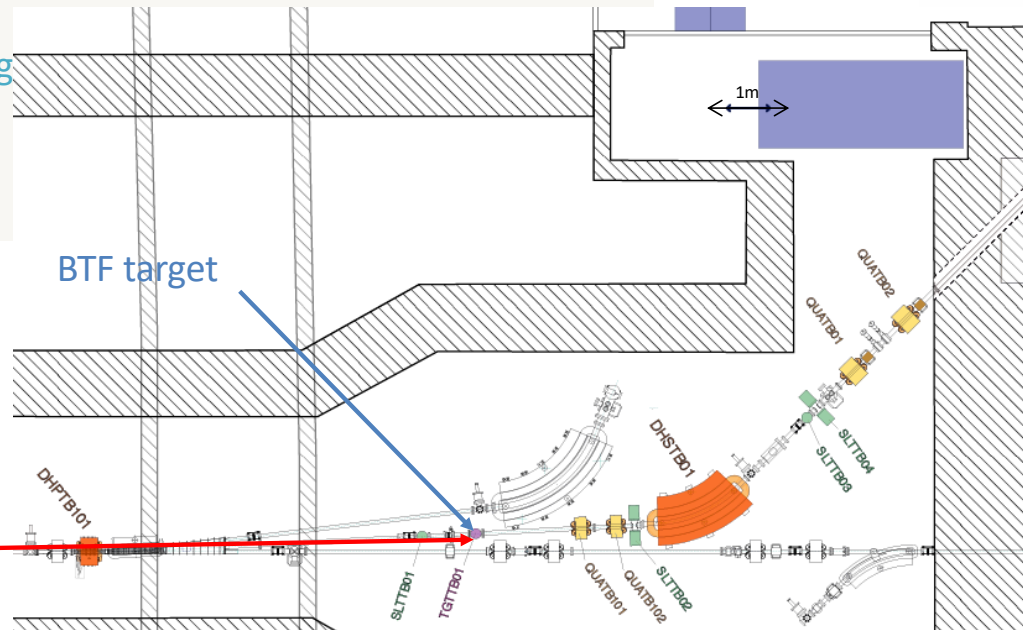 g
1m
BTF target
QUATB02
QUATB01
DHSTB01
SLTTB04
SLTTB03
DHPTB101
SLTTB01
TGTTB01
QUATB101
QUATB102
SLTTB02